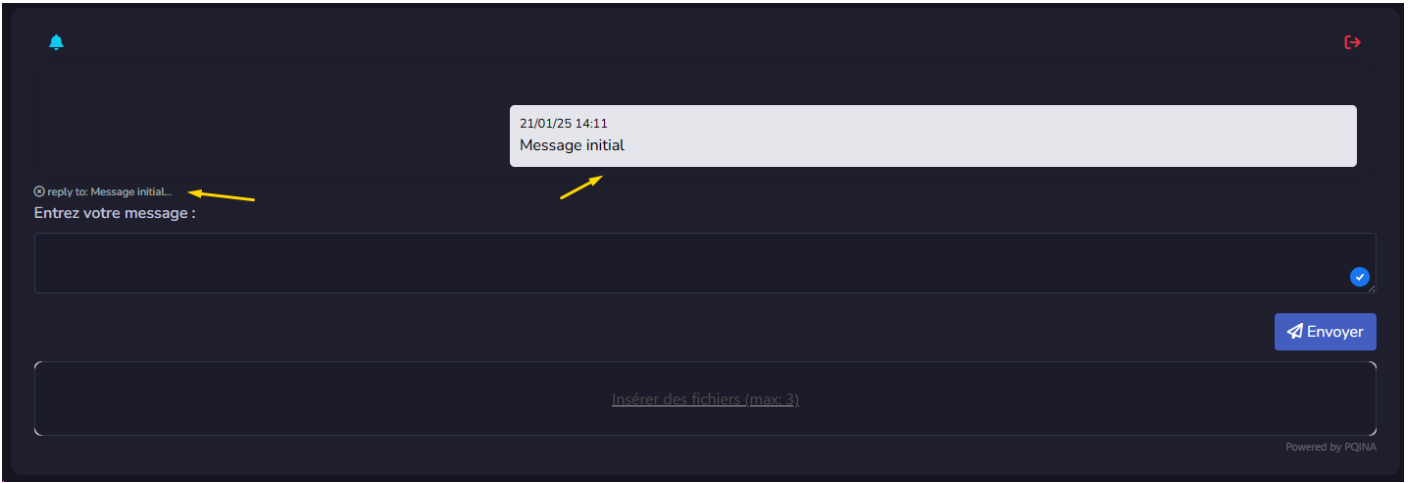 21/01/25 14:11
Message initial
reply to: Message initial...
Entrez votre message :
Envoyer
Insérer des fichiers (max: 3)
Powered by PQINA